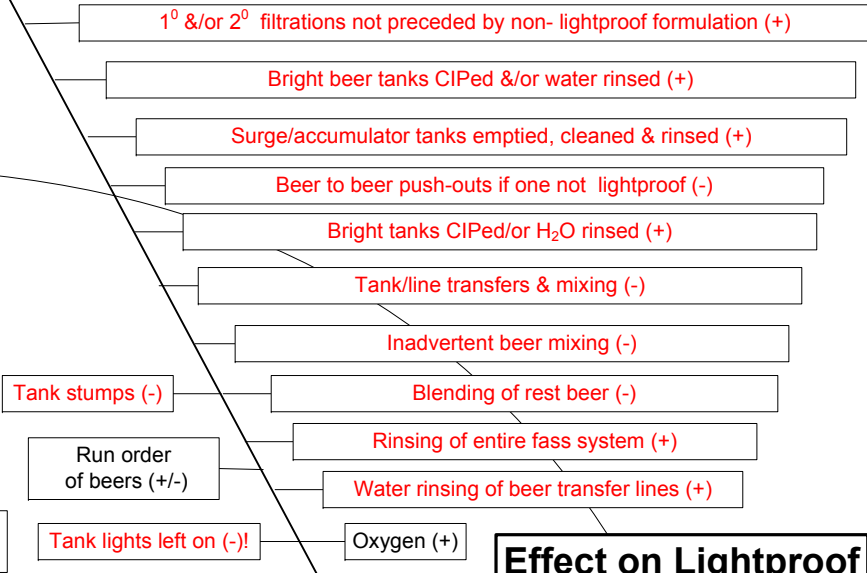 1⁰ &/or 2⁰ filtrations not preceded by non- lightproof formulation (+)
Bright beer tanks CIPed &/or water rinsed (+)
Surge/accumulator tanks emptied, cleaned & rinsed (+)
Beer to beer push-outs if one not lightproof (-)
Bright tanks CIPed/or H₂O rinsed (+)
Tank/line transfers & mixing (-)
Inadvertent beer mixing (-)
Tank stumps (-)
Blending of rest beer (-)
Rinsing of entire fass system (+)
Run order
of beers (+/-)
Water rinsing of beer transfer lines (+)
Tank lights left on (-)!
Oxygen (+)
Effect on Lightproof